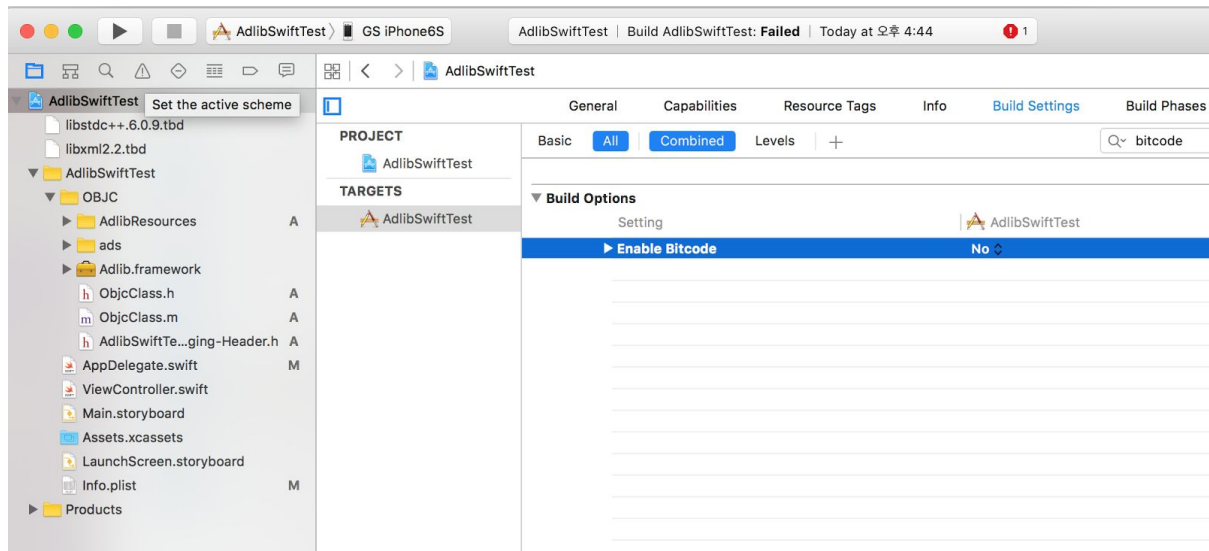 AdlibSwiftTest GS iPhone6S AdlibSwiftTest | Build AdlibSwiftTest: Failed | Today at 오후 4:44 1
AdlibSwiftTest
AdlibSwiftTest
Set the active scheme
libstdc++.6.0.9.tbd
libxml2.2.tbd
AdlibSwiftTest
OBJC
AdlibResources A
ads
Adlib.framework
h ObjcClass.h A
m ObjcClass.m A
h AdlibSwiftTe...ging-Header.h A
AppDelegate.swift M
ViewController.swift
Main.storyboard
Assets.xcassets
LaunchScreen.storyboard
Info.plist M
Products
General Capabilities Resource Tags Info Build Settings Build Phases
PROJECT
AdlibSwiftTest
TARGETS
AdlibSwiftTest
Basic All Combined Levels + bitcode
Build Options
Setting AdlibSwiftTest
Enable Bitcode No